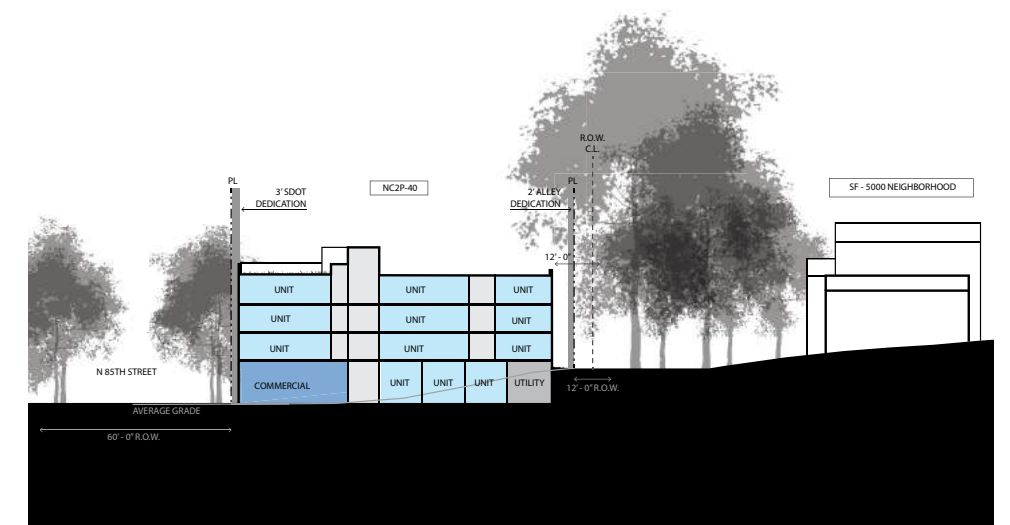 R.O.W.
C.L.
PL
3' SDOT
DEDICATION
NC2P-40
PL
2' ALLEY
DEDICATION
SF - 5000 NEIGHBORHOOD
12' - 0"
UNIT
UNIT
UNIT
UNIT
UNIT
UNIT
UNIT
UNIT
UNIT
N 85TH STREET
COMMERCIAL
UNIT
UNIT
UNIT
UTILITY
12' - 0" R.O.W.
AVERAGE GRADE
60' - 0" R.O.W.